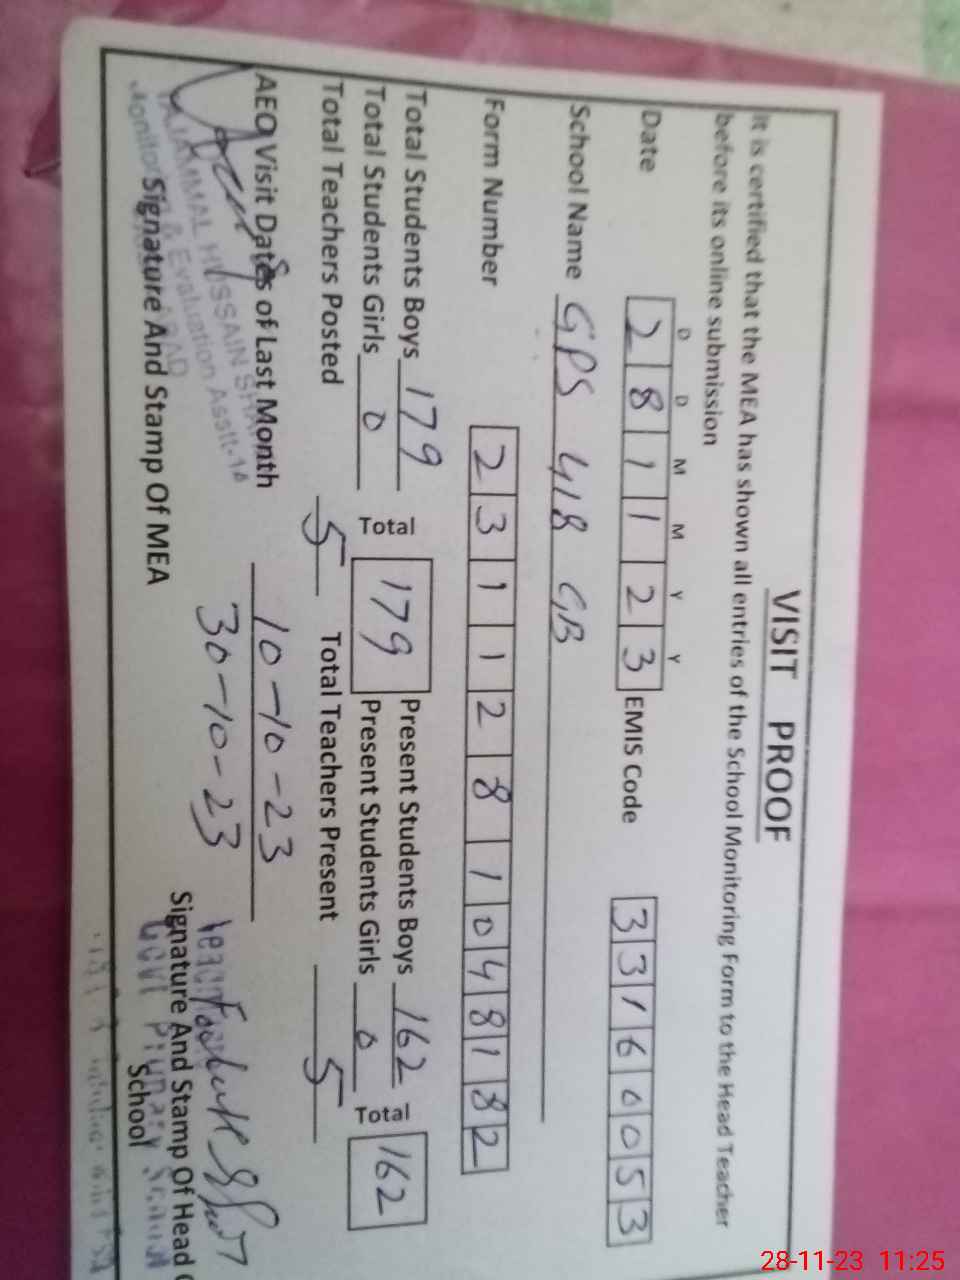 VISIT PROOF
It is certified that the MEA has shown all entries of the School Monitoring Form to the Head Teacher
before its online submission
D D M M Y Y
Date 2 8 1 1 2 3 EMIS Code 3 3 1 6 0 0 5 3
School Name GPS 418 GB
Form Number 2 3 1 1 2 8 1 0 4 8 1 8 2
Total Students Boys 179 Total 179 Present Students Boys 162 Total 162
Total Students Girls 0 Present Students Girls 0
Total Teachers Posted 5 Total Teachers Present 5
AEO Visit Dates of Last Month 10-10-23
30-10-23
HUSSAIN
& Evaluation Asstt-
Signature And Stamp Of MEA
Signature And Stamp Of Head
School
28-11-23 11:25